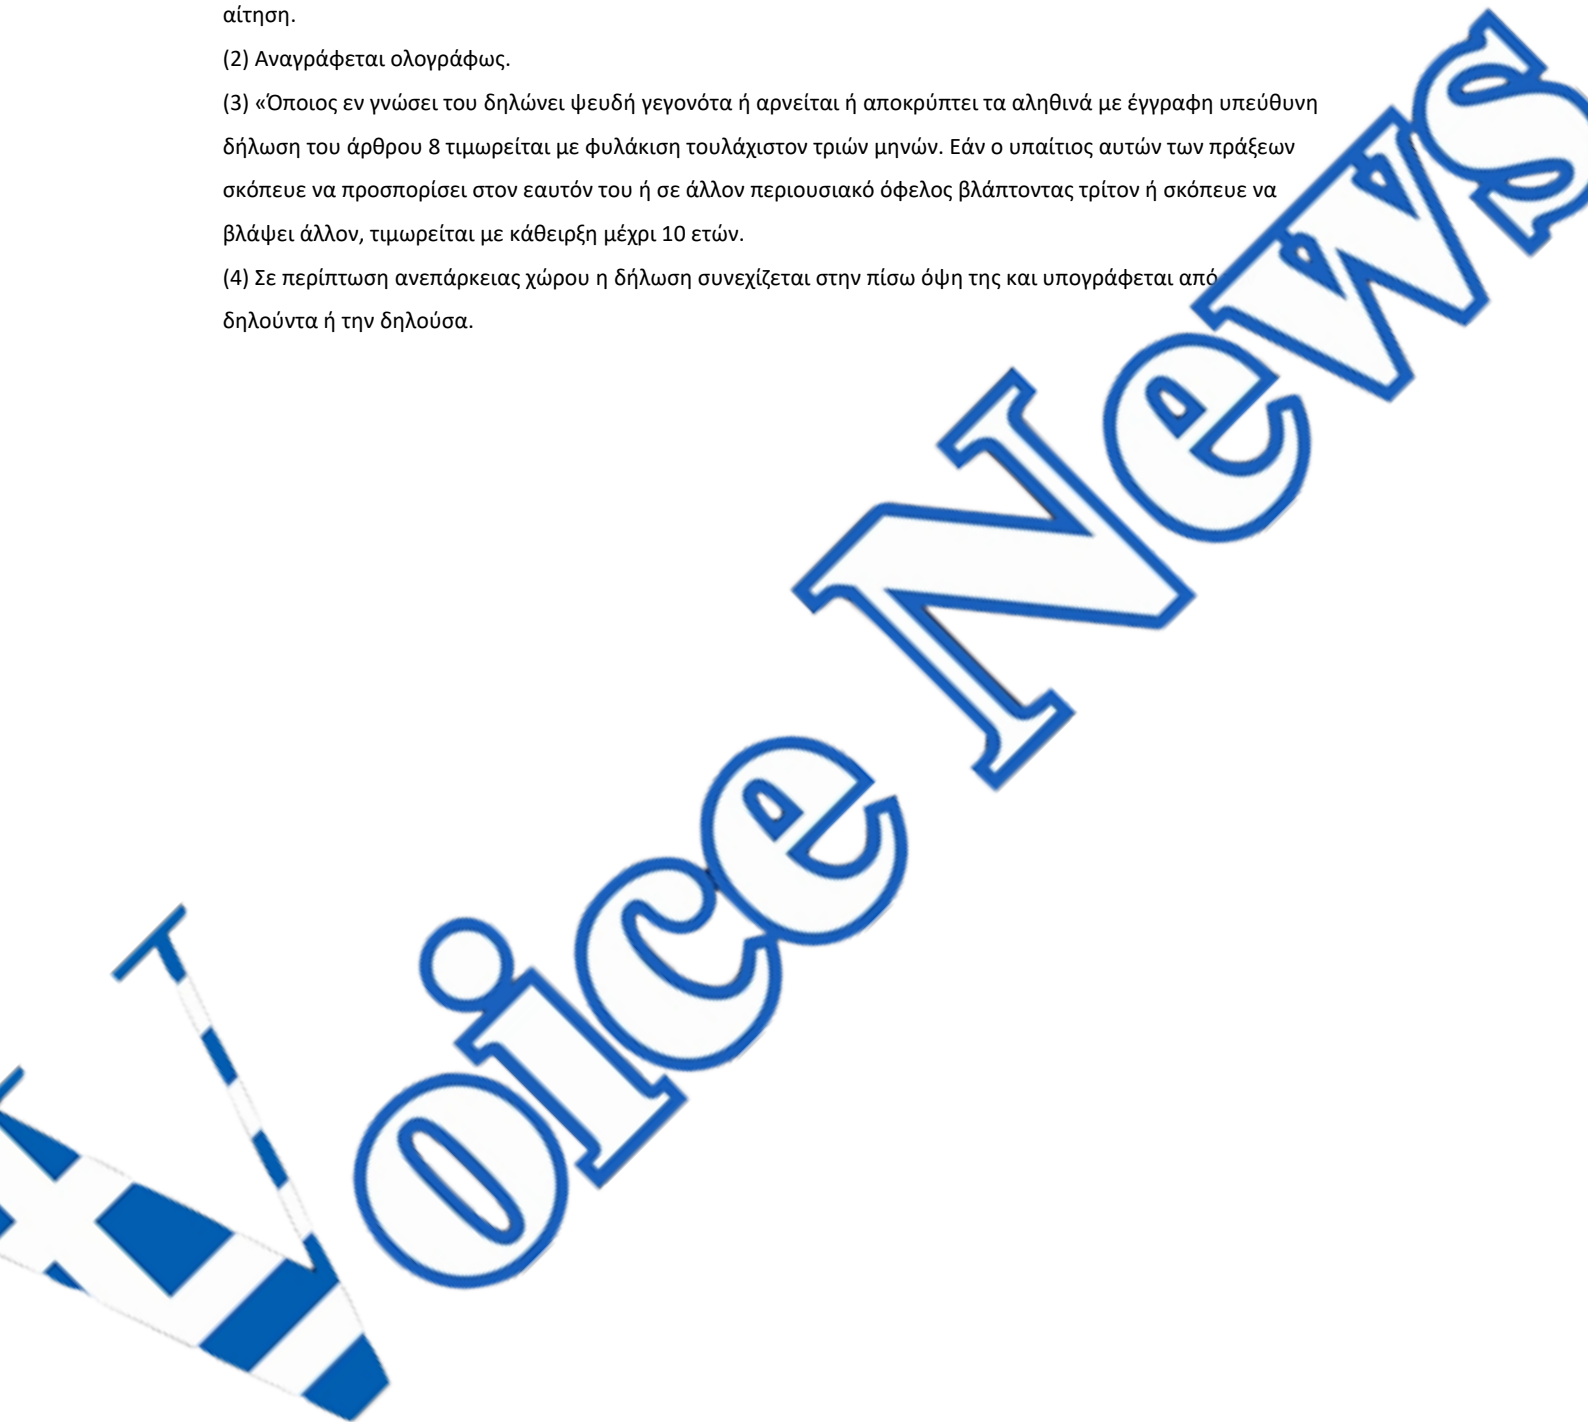 αίτηση.
(2) Αναγράφεται ολογράφως.
(3) «Όποιος εν γνώσει του δηλώνει ψευδή γεγονότα ή αρνείται ή αποκρύπτει τα αληθινά με έγγραφη υπεύθυνη
δήλωση του άρθρου 8 τιμωρείται με φυλάκιση τουλάχιστον τριών μηνών. Εάν ο υπαίτιος αυτών των πράξεων
σκόπευε να προσπορίσει στον εαυτόν του ή σε άλλον περιουσιακό όφελος βλάπτοντας τρίτον ή σκόπευε να
βλάψει άλλον, τιμωρείται με κάθειρξη μέχρι 10 ετών.
(4) Σε περίπτωση ανεπάρκειας χώρου η δήλωση συνεχίζεται στην πίσω όψη της και υπογράφεται από
δηλούντα ή την δηλούσα.
Voice News